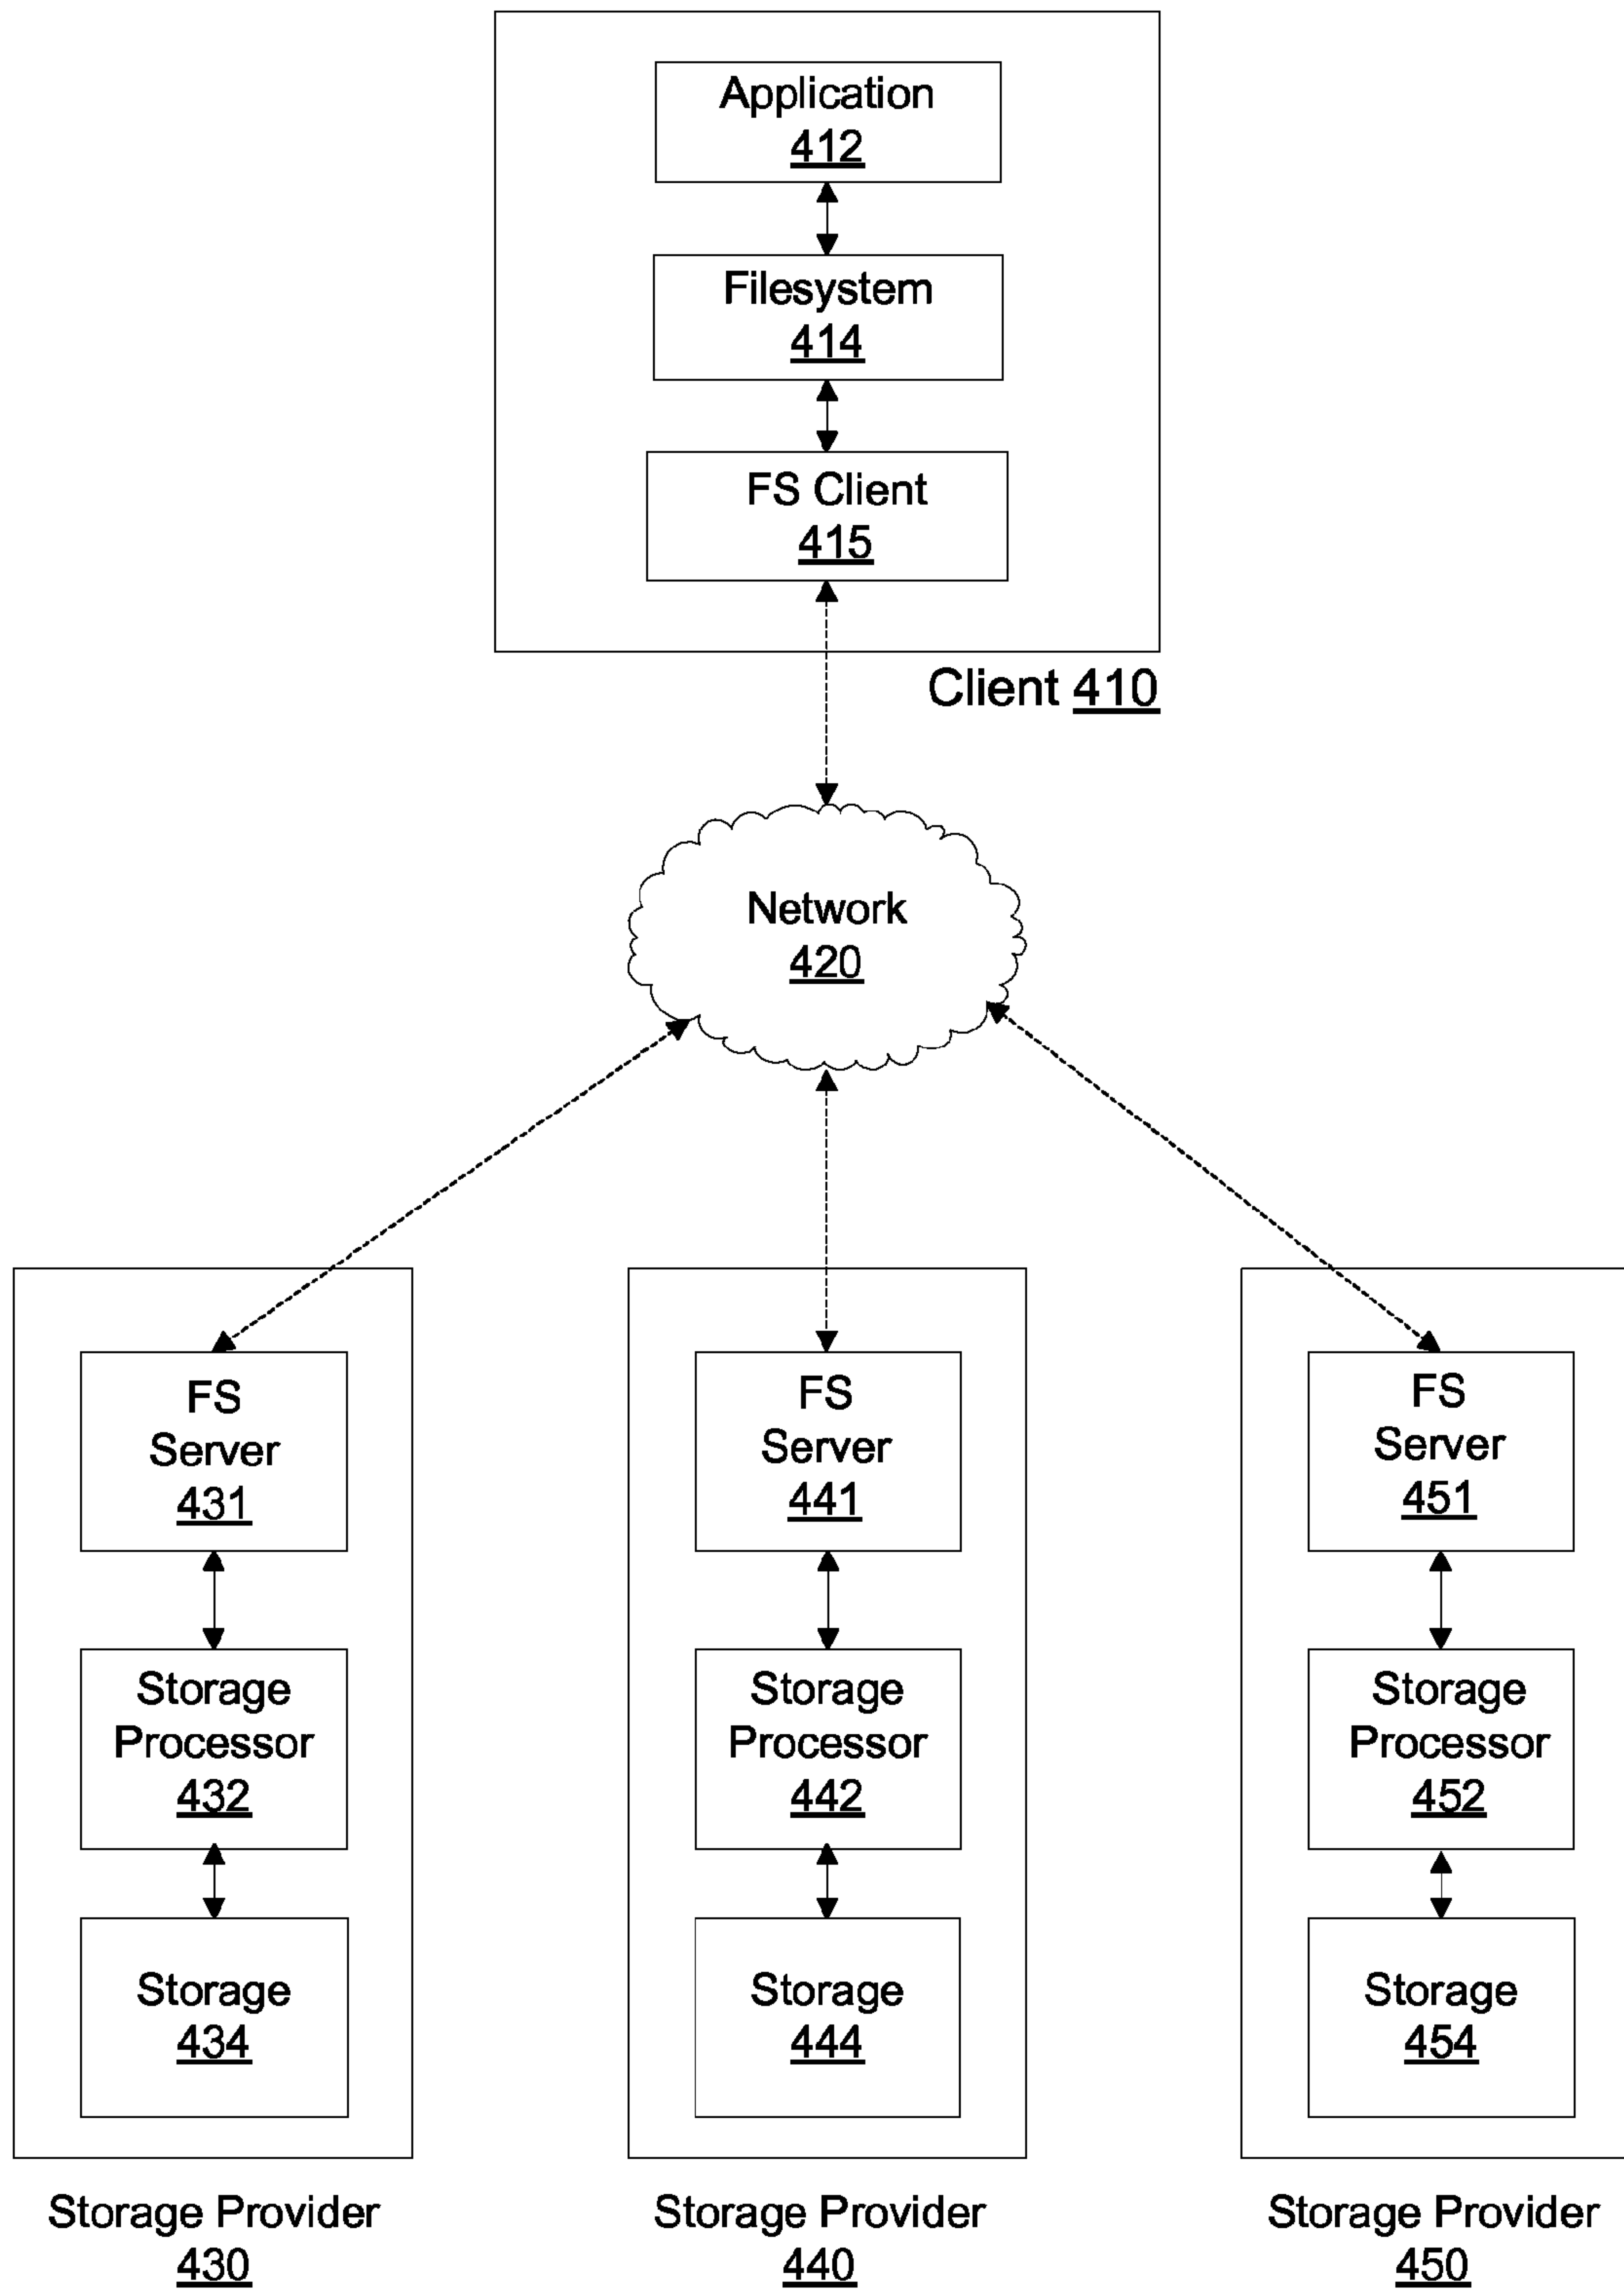 Application
412
Filesystem
414
FS Client
415
Client 410
Network
420
FS
Server
431
Storage
Processor
432
Storage
434
Storage Provider
430
FS
Server
441
Storage
Processor
442
Storage
444
Storage Provider
440
FS
Server
451
Storage
Processor
452
Storage
454
Storage Provider
450